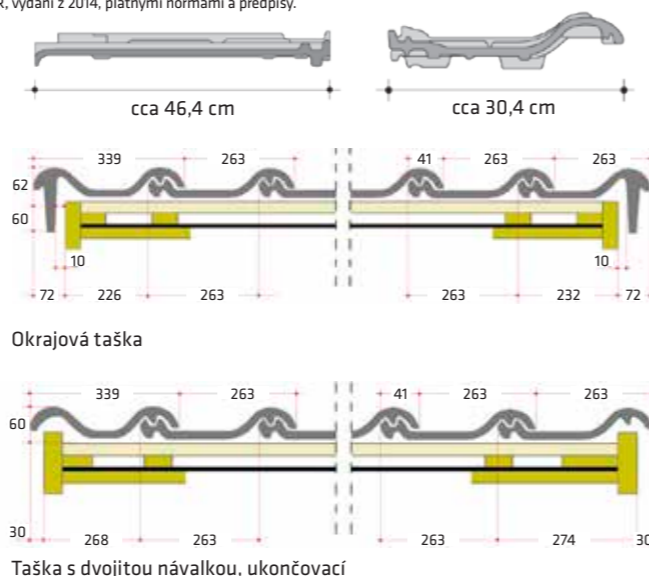 R, vydání z 2014, platnými normami a předpisy.
cca 46,4 cm
cca 30,4 cm
339 263 41 263 263
62
60
10 10
72 226 263 263 232 72
Okrajová taška
339 263 41 263 263
60
30 268 263 263 274 30
Taška s dvojitou návalkou, ukončovací